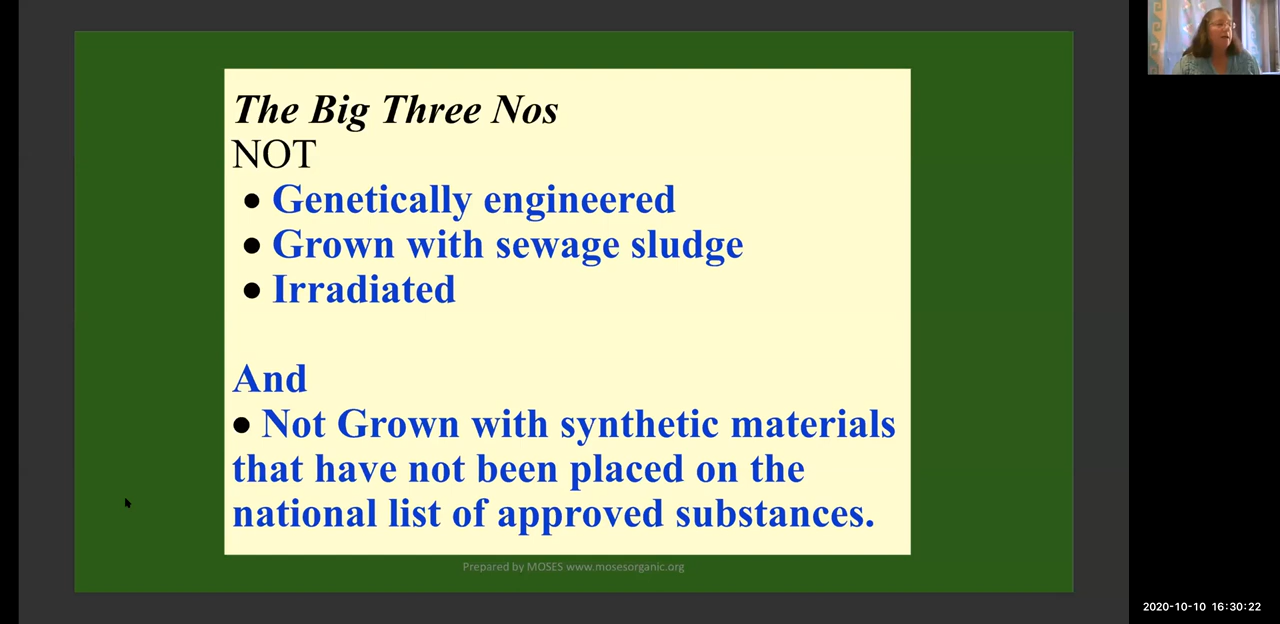 The Big Three Nos
NOT
• Genetically engineered
• Grown with sewage sludge
• Irradiated
And
• Not Grown with synthetic materials
that have not been placed on the
national list of approved substances.
Prepared by MOSES www.mosesorganic.org
2020-10-10 16:30:22